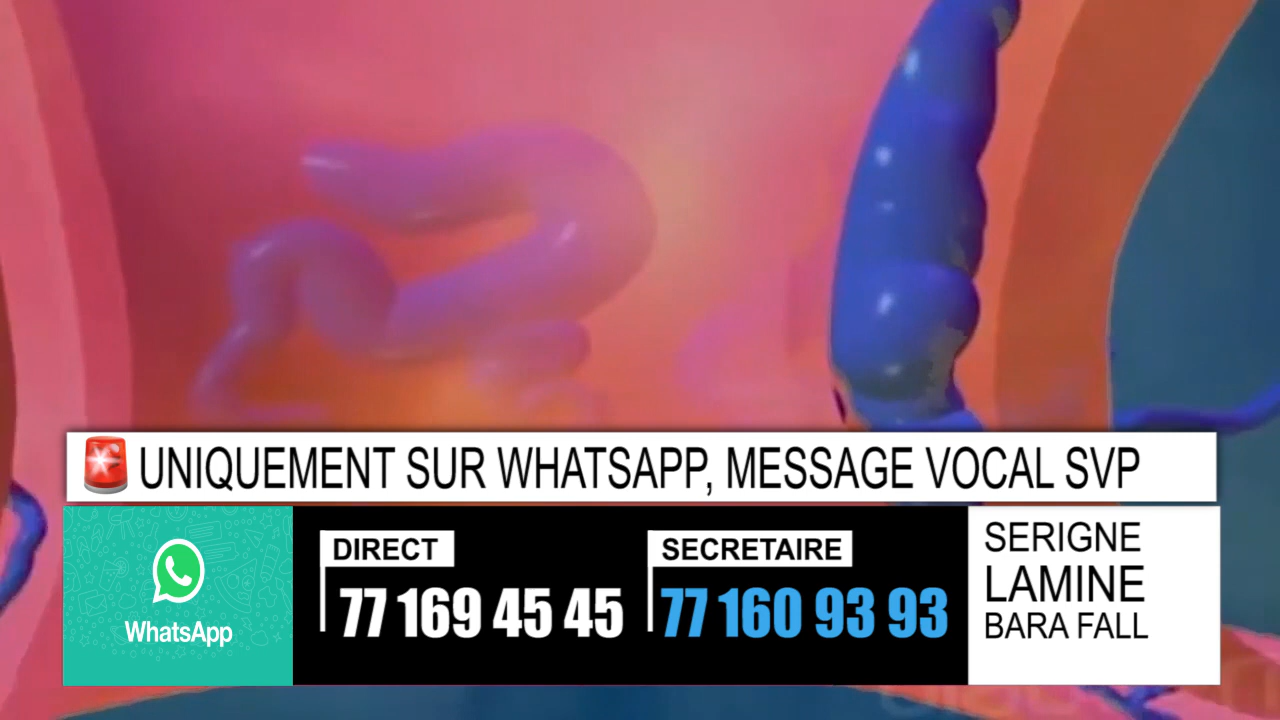 UNIQUEMENT SUR WHATSAPP, MESSAGE VOCAL SVP
WhatsApp
DIRECT
77 169 45 45
SECRETAIRE
77 160 93 93
SERIGNE
LAMINE
BARA FALL